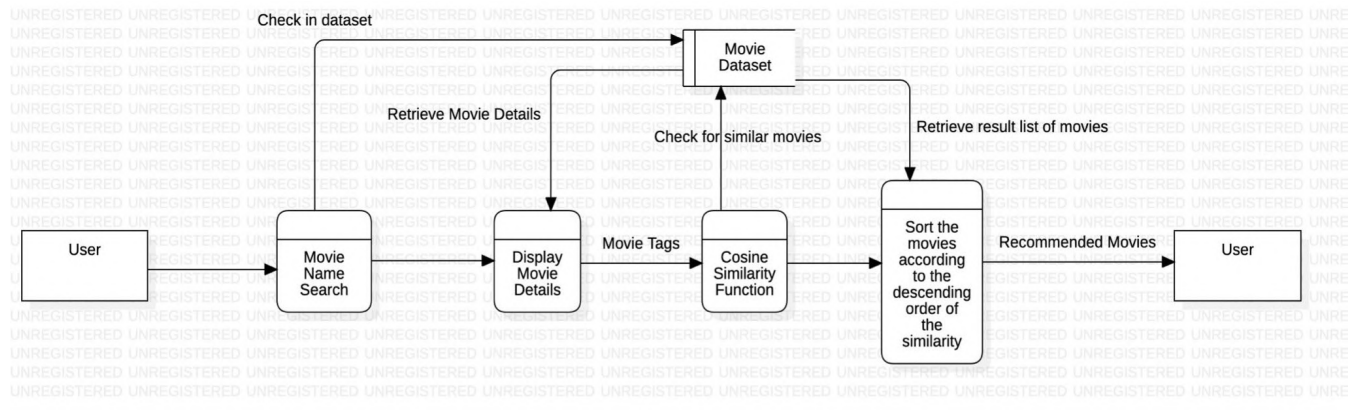 Check in dataset
Movie
Dataset
Retrieve Movie Details
Check for similar movies
Retrieve result list of movies
User
Movie
Name
Search
Display
Movie
Details
Movie Tags
Cosine
Similarity
Function
Sort the
movies
according
to the
descending
order of
the
similarity
Recommended Movies
User
UNREGISTERED